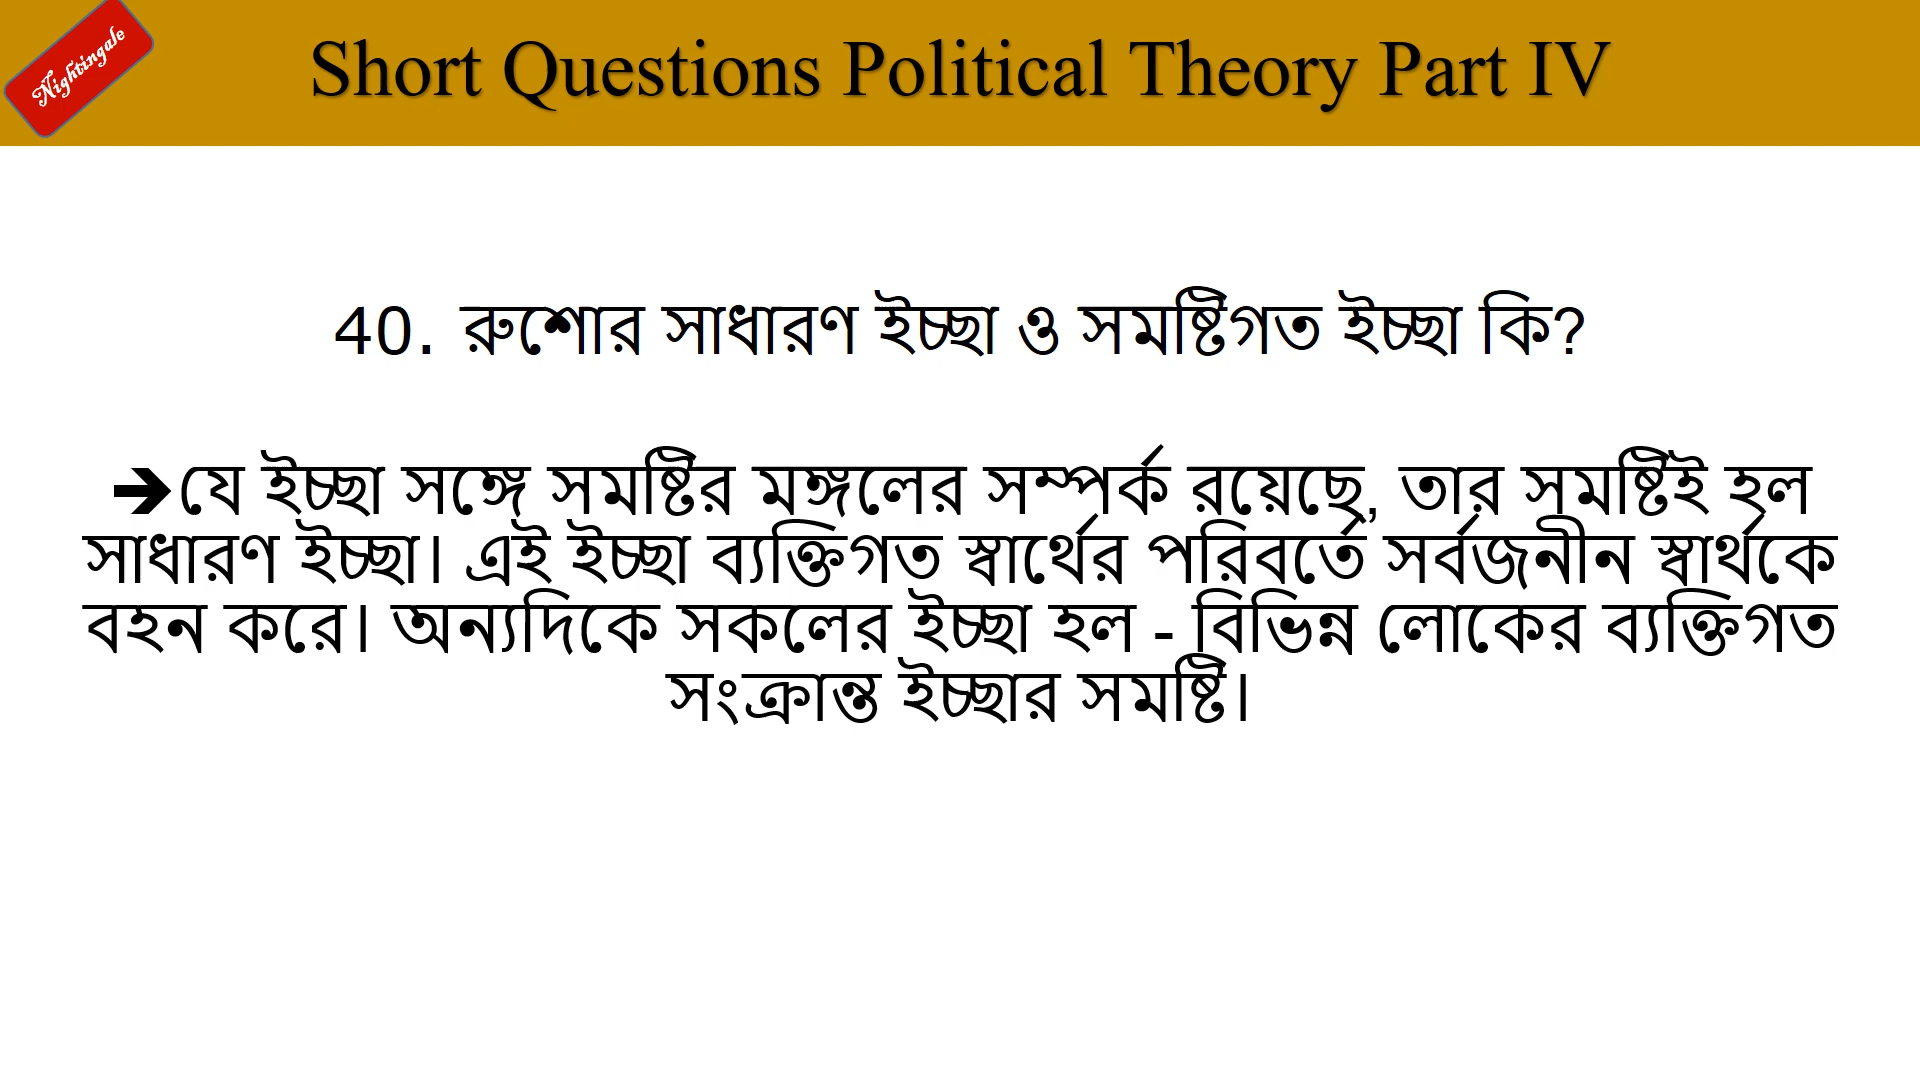 Nightingale
Short Questions Political Theory Part IV
40. রুশোর সাধারণ ইচ্ছা ও সমষ্টিগত ইচ্ছা কি?
➔যে ইচ্ছা সঙ্গে সমষ্টির মঙ্গলের সম্পর্ক রয়েছে, তার সমষ্টিই হল
সাধারণ ইচ্ছা। এই ইচ্ছা ব্যক্তিগত স্বার্থের পরিবর্তে সর্বজনীন স্বার্থকে
বহন করে। অন্যদিকে সকলের ইচ্ছা হল - বিভিন্ন লোকের ব্যক্তিগত
সংক্রান্ত ইচ্ছার সমষ্টি।